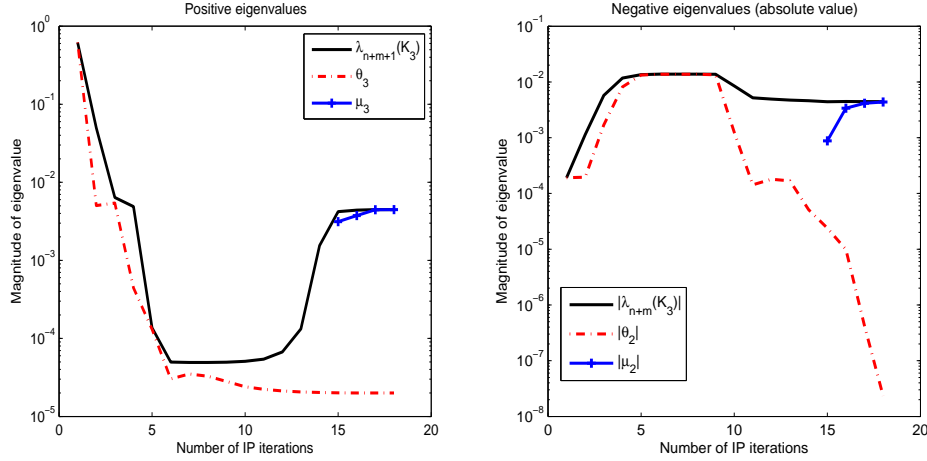 Positive eigenvalues
Magnitude of eigenvalue
10^0
10^-1
10^-2
10^-3
10^-4
10^-5
0 5 10 15 20
Number of IP iterations
λ_{n+m+1}(K_3)
θ_3
μ_3
Negative eigenvalues (absolute value)
Magnitude of eigenvalue
10^-1
10^-2
10^-3
10^-4
10^-5
10^-6
10^-7
10^-8
0 5 10 15 20
Number of IP iterations
|λ_{n+m}(K_3)|
|θ_2|
|μ_2|